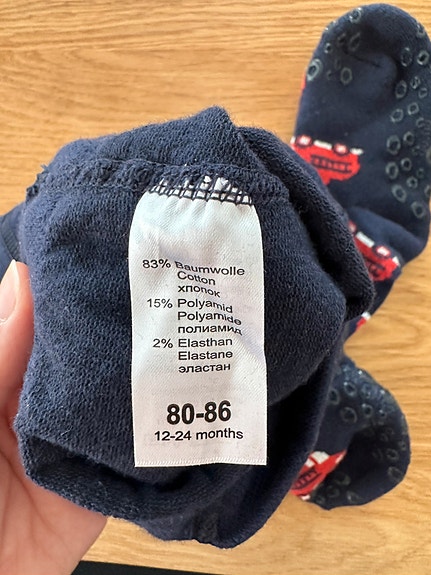 83% Baumwolle
Cotton
хлопок
15% Polyamid
Polyamide
полиамид
2% Elasthan
Elastane
эластан
80-86
12-24 months